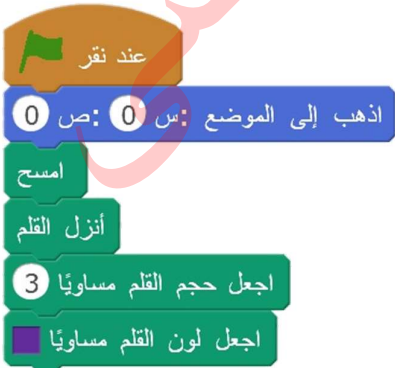 عند نقر
اذهب إلى الموضع س: 0 ص: 0
امسح
أنزل القلم
اجعل حجم القلم مساويًا 3
اجعل لون القلم مساويًا